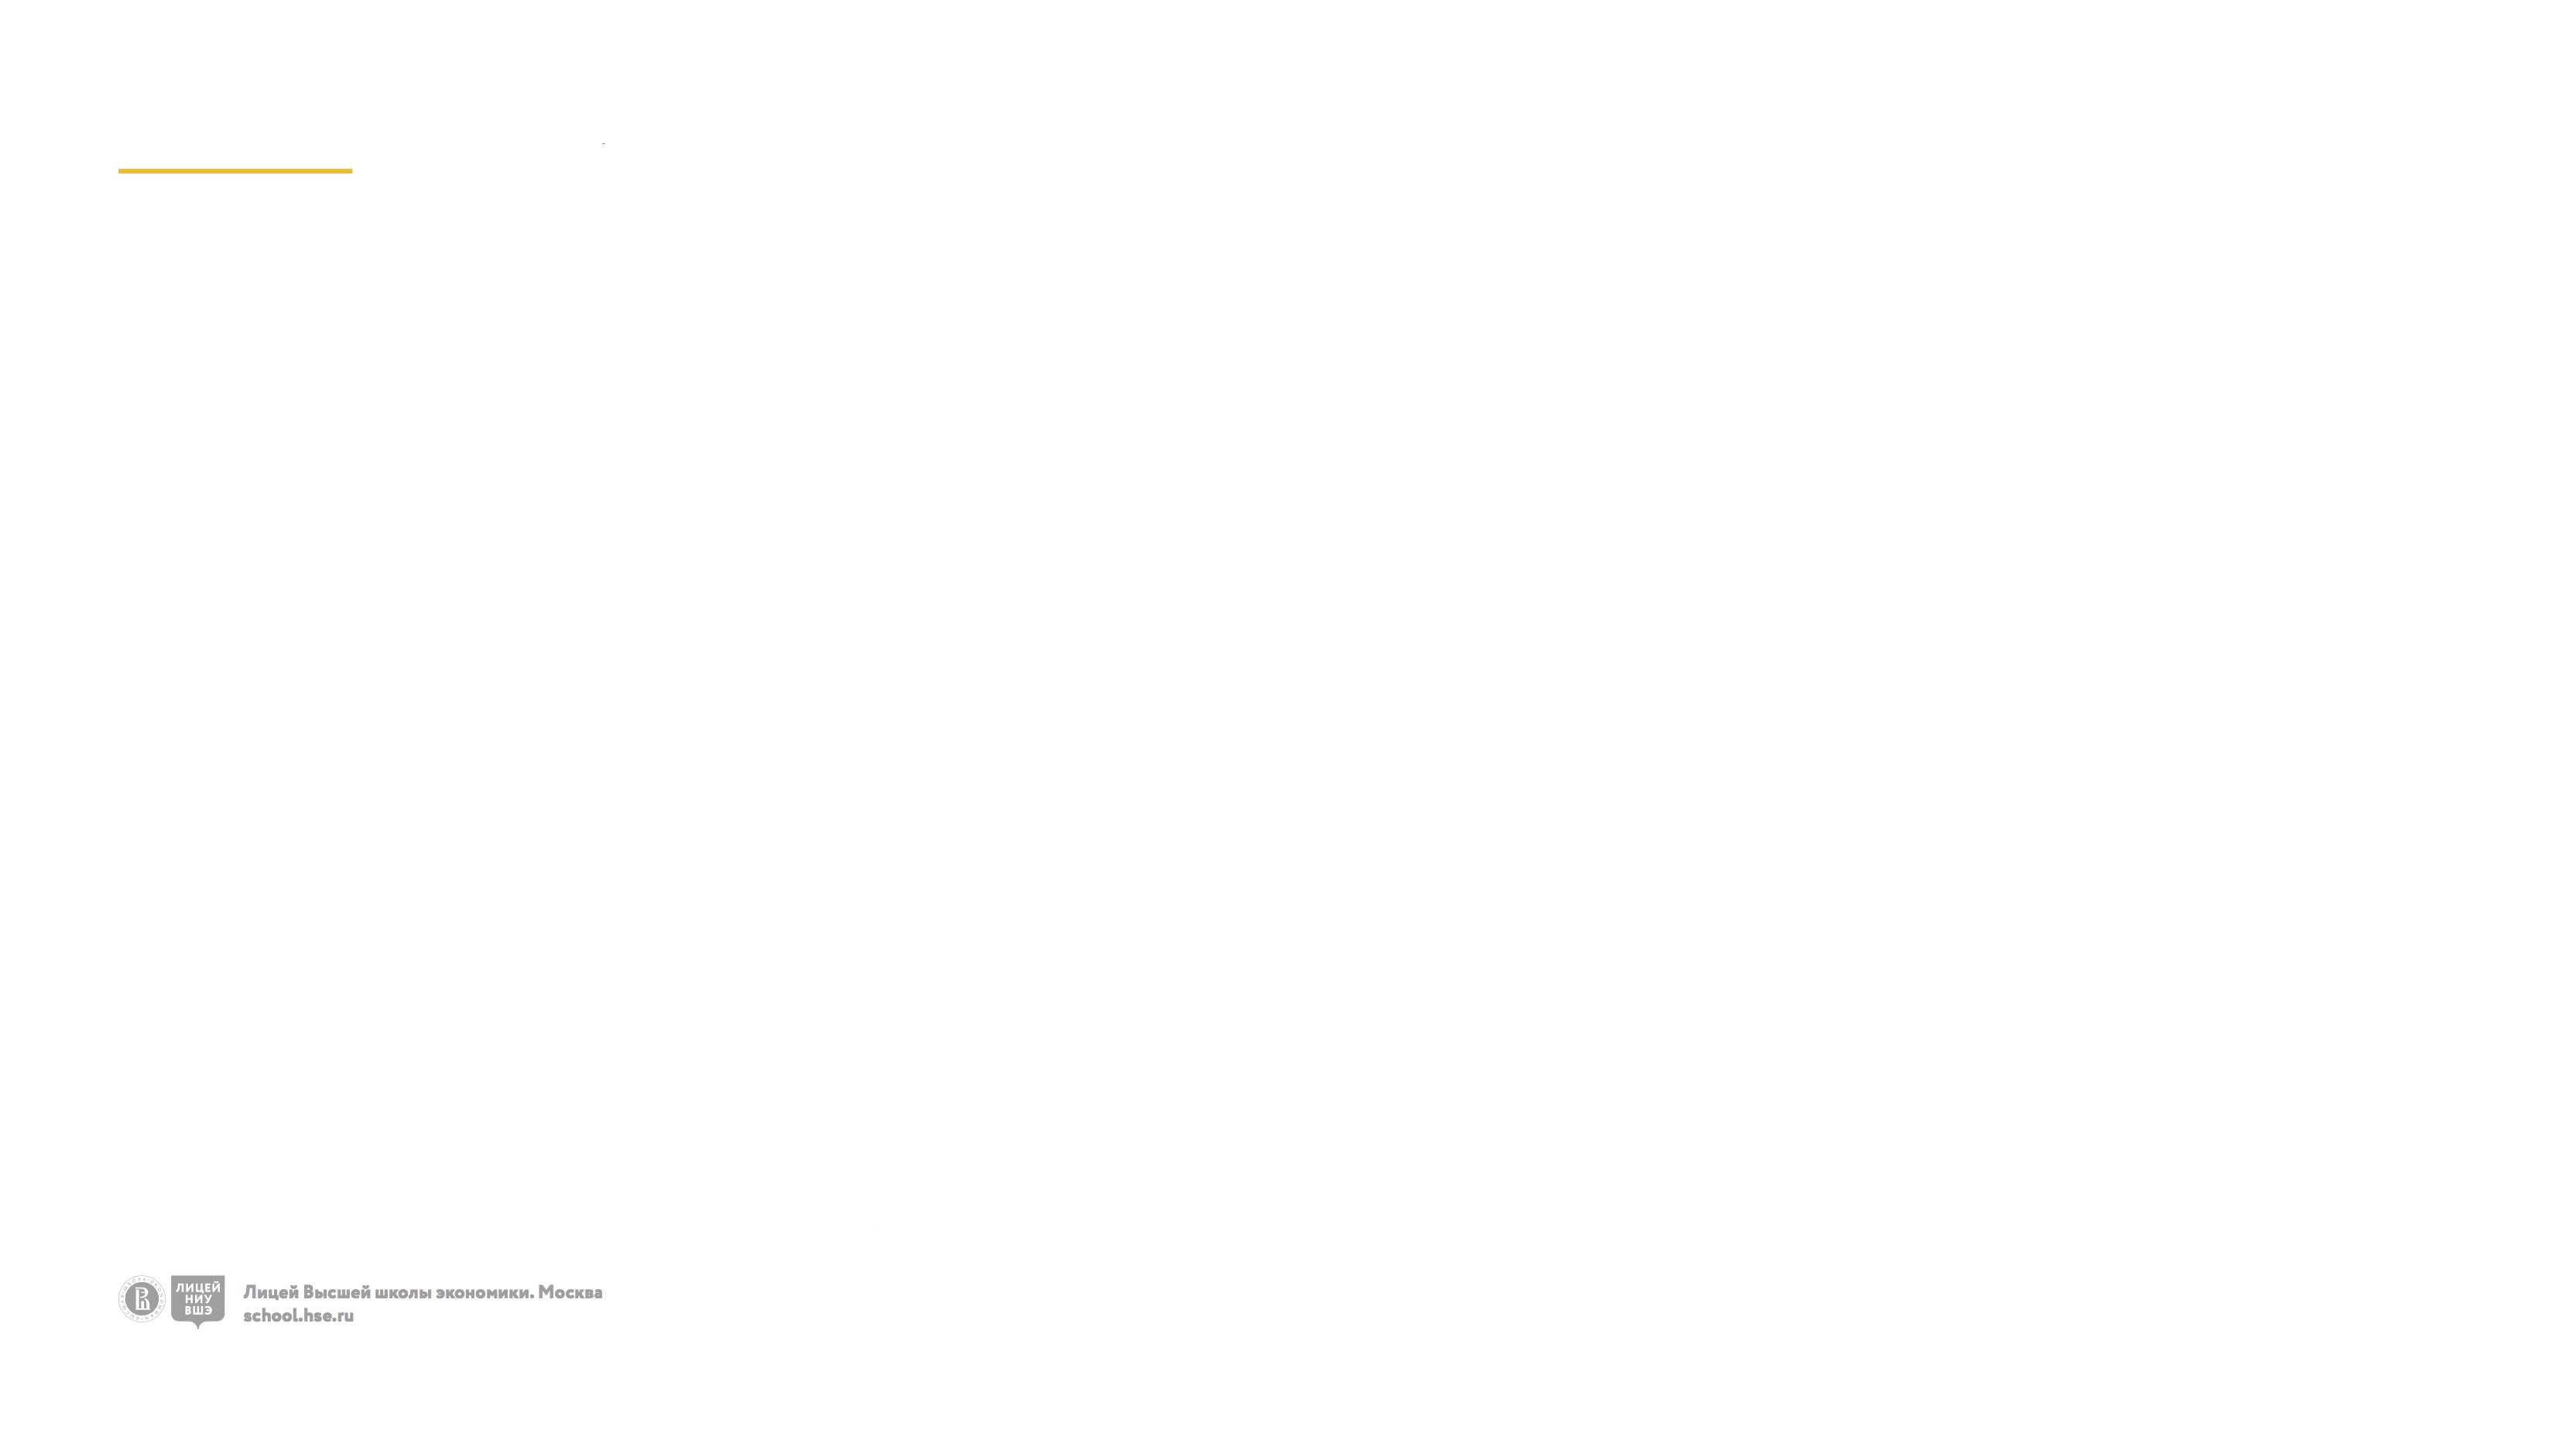 ЛИЦЕЙ
НИУ
ВШЭ
Лицей Высшей школы экономики. Москва
school.hse.ru